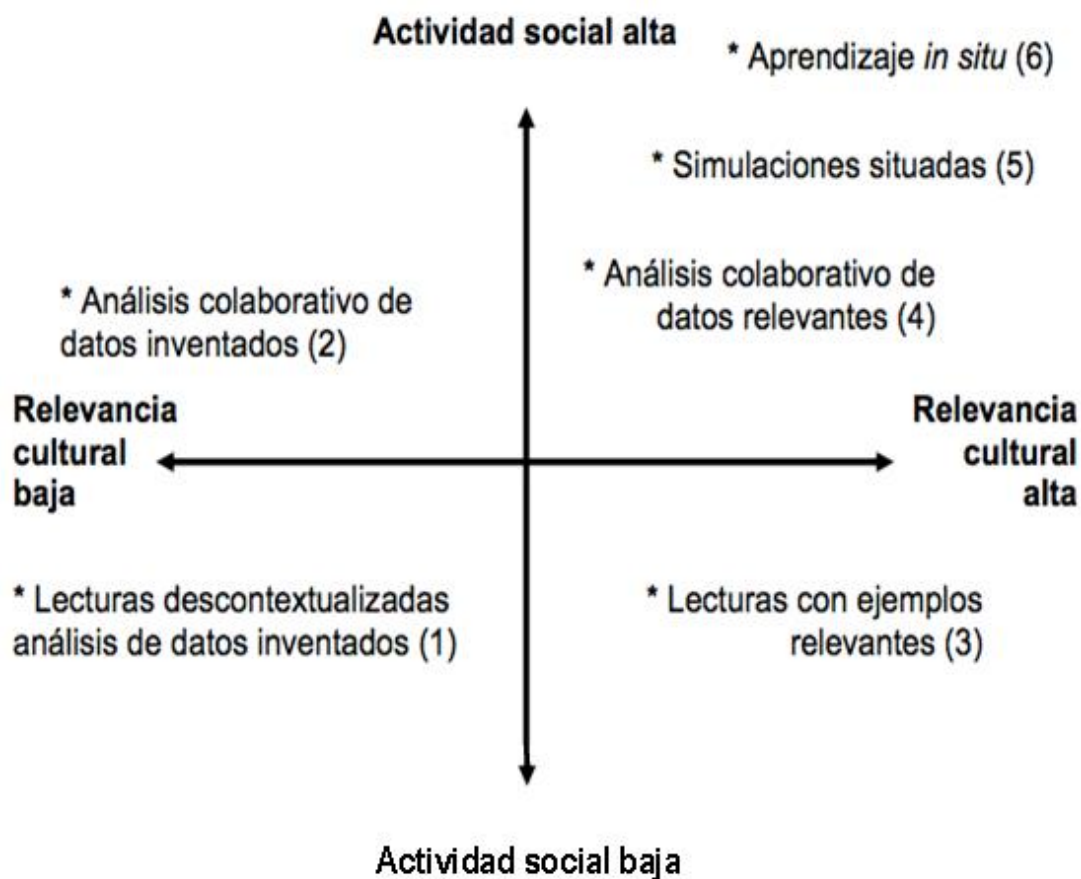 Actividad social alta
* Aprendizaje in situ (6)
* Simulaciones situadas (5)
* Análisis colaborativo de
datos relevantes (4)
* Análisis colaborativo de
datos inventados (2)
Relevancia
cultural
baja
Relevancia
cultural
alta
* Lecturas descontextualizadas
análisis de datos inventados (1)
* Lecturas con ejemplos
relevantes (3)
Actividad social baja